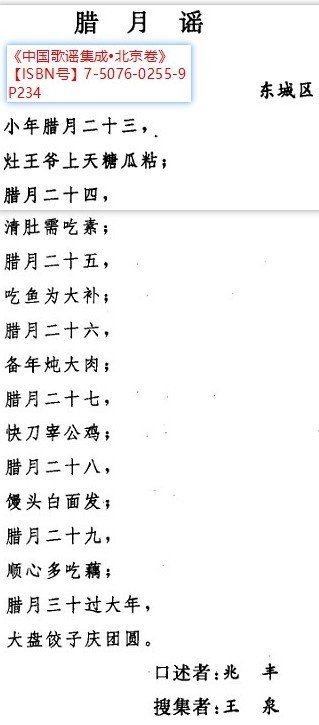 腊月谣
《中国歌谣集成•北京卷》
【ISBN号】7-5076-0255-9
P234
东城区
小年腊月二十三，
灶王爷上天糖瓜粘；
腊月二十四，
清肚需吃素；
腊月二十五，
吃鱼为大补；
腊月二十六，
备年炖大肉；
腊月二十七，
快刀宰公鸡；
腊月二十八，
馒头白面发；
腊月二十九，
顺心多吃藕；
腊月三十过大年，
大盘饺子庆团圆。
口述者：兆　丰
搜集者：王　泉